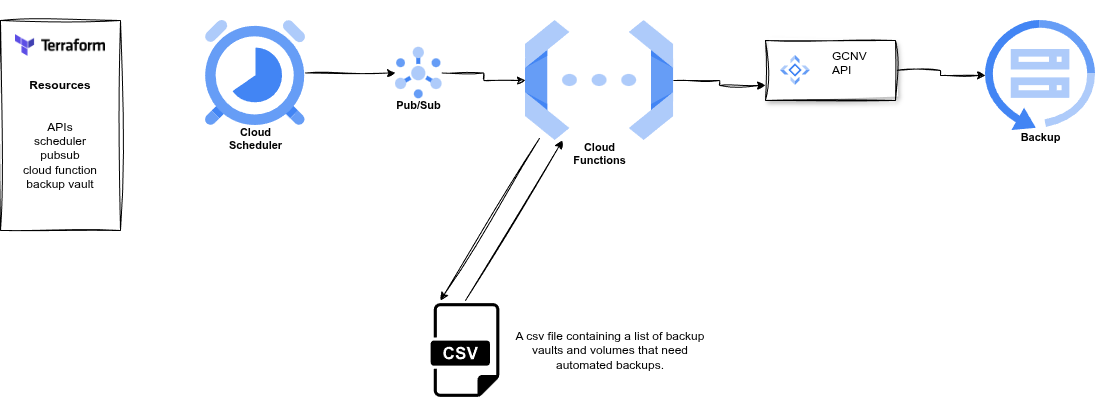 Terraform
Resources
APIs
scheduler
pubsub
cloud function
backup vault
Cloud
Scheduler
Pub/Sub
Cloud
Functions
GCNV
API
Backup
CSV
A csv file containing a list of backup
vaults and volumes that need
automated backups.